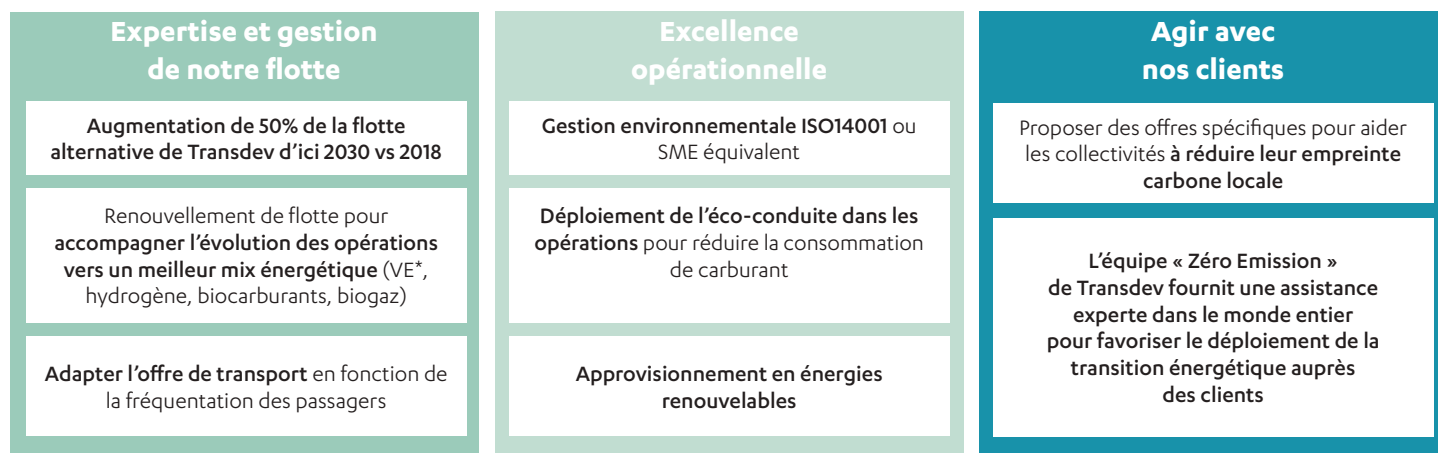 Expertise et gestion
de notre flotte
Augmentation de 50% de la flotte
alternative de Transdev d’ici 2030 vs 2018
Renouvellement de flotte pour
accompagner l’évolution des opérations
vers un meilleur mix énergétique (VE*,
hydrogène, biocarburants, biogaz)
Adapter l’offre de transport en fonction de
la fréquentation des passagers
Excellence
opérationnelle
Gestion environnementale ISO14001 ou
SME équivalent
Déploiement de l’éco-conduite dans les
opérations pour réduire la consommation
de carburant
Approvisionnement en énergies
renouvelables
Agir avec
nos clients
Proposer des offres spécifiques pour aider
les collectivités à réduire leur empreinte
carbone locale
L’équipe « Zéro Emission »
de Transdev fournit une assistance
experte dans le monde entier
pour favoriser le déploiement de la
transition énergétique auprès
des clients